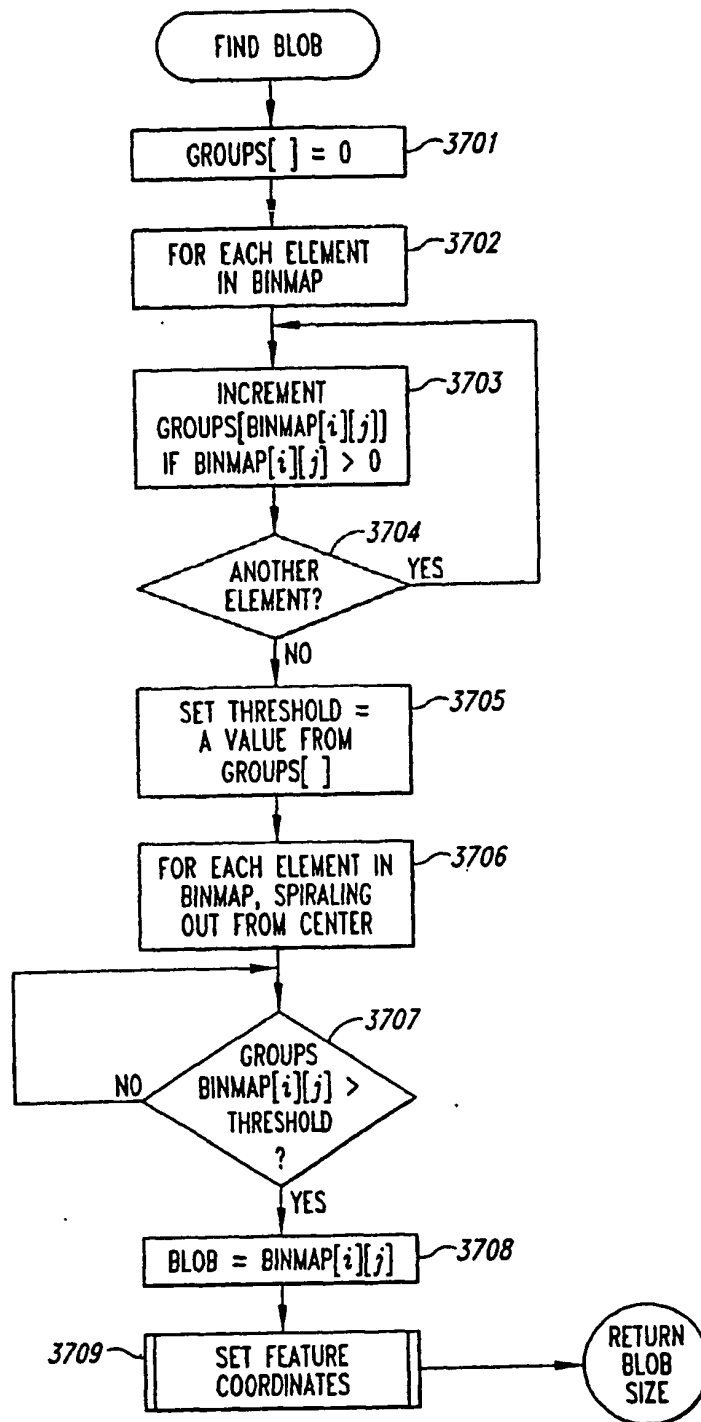 FIND BLOB
GROUPS[ ] = 0
3701
FOR EACH ELEMENT
IN BINMAP
3702
INCREMENT
GROUPS[BINMAP[i][j]]
IF BINMAP[i][j] > 0
3703
3704
ANOTHER
ELEMENT?
YES
NO
SET THRESHOLD =
A VALUE FROM
GROUPS[ ]
3705
FOR EACH ELEMENT IN
BINMAP, SPIRALING
OUT FROM CENTER
3706
3707
GROUPS
BINMAP[i][j] >
THRESHOLD
?
NO
YES
BLOB = BINMAP[i][j]
3708
3709
SET FEATURE
COORDINATES
RETURN
BLOB
SIZE